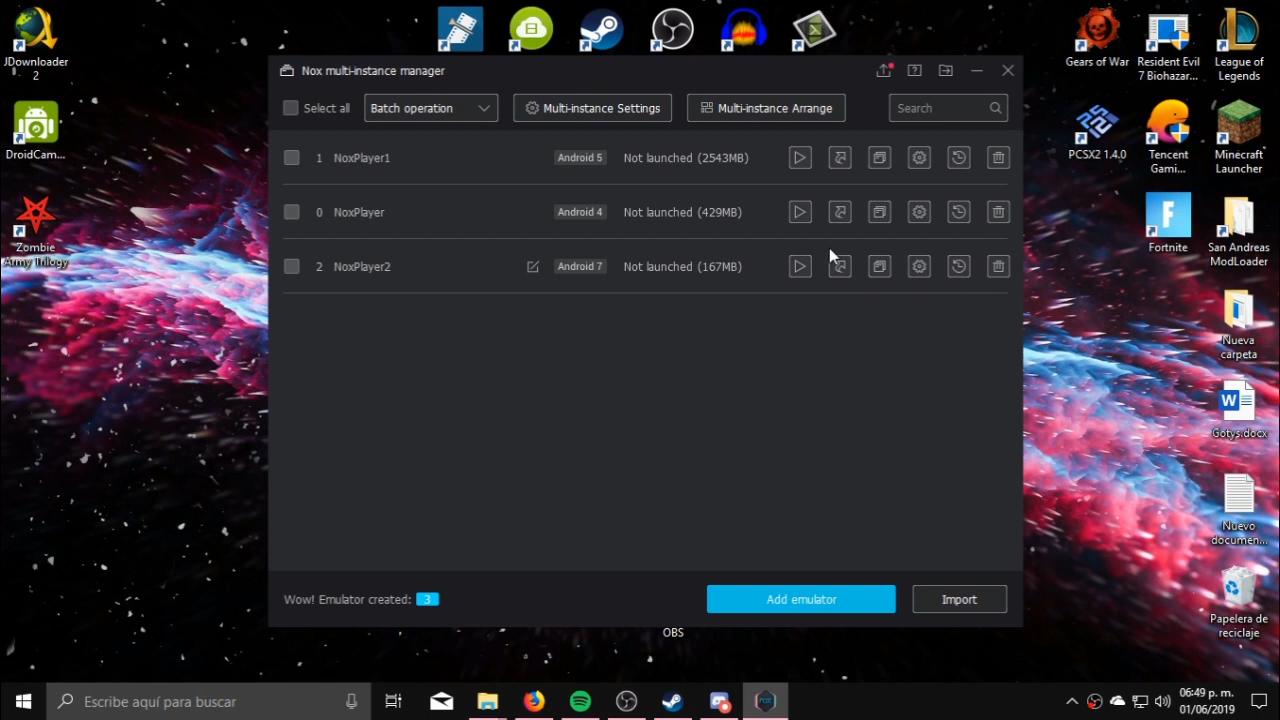 JDownloader
2
DroidCam...
Zombie
Army Trilogy
Nox multi-instance manager
Select all
Batch operation
Multi-instance Settings
Multi-instance Arrange
Search
1 NoxPlayer1 Android 5 Not launched (2543MB)
0 NoxPlayer Android 4 Not launched (429MB)
2 NoxPlayer2 Android 7 Not launched (167MB)
Wow! Emulator created: 3
Add emulator
Import
OBS
Gears of War
Resident Evil
7 Biohazar...
League of
Legends
PCSX2 1.4.0
Tencent
Gami...
Minecraft
Launcher
Fortnite
San Andreas
ModLoader
Nueva
carpeta
Gotys.docx
Nuevo
documen...
Papelera de
reciclaje
Escribe aquí para buscar
06:49 p. m.
01/06/2019